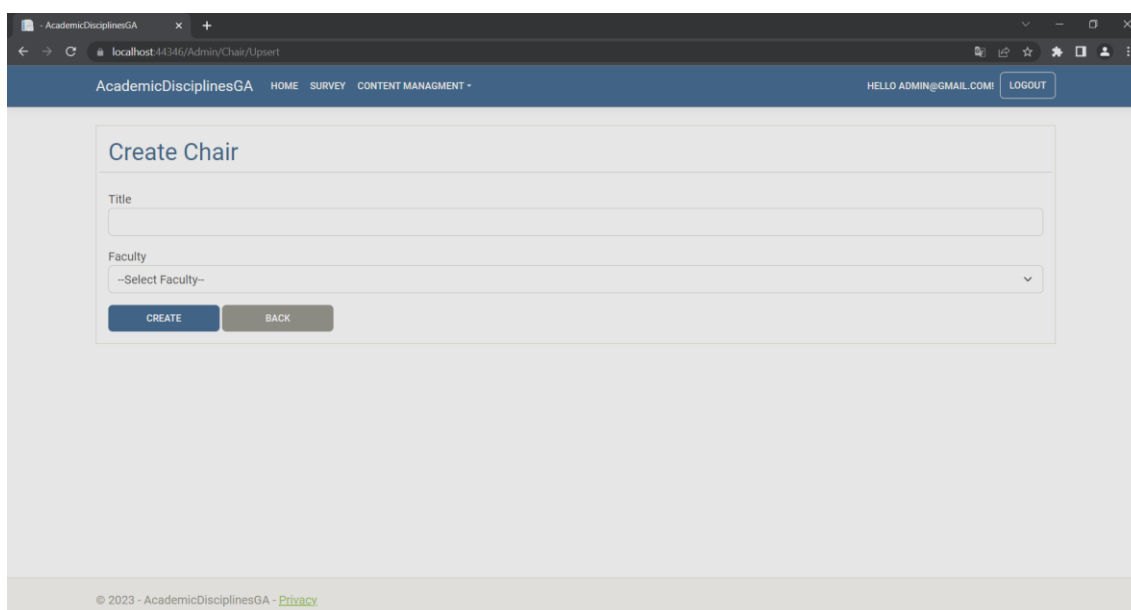 - AcademicDisciplinesGA
localhost:44346/Admin/Chair/Upsert
AcademicDisciplinesGA HOME SURVEY CONTENT MANAGMENT HELLO ADMIN@GMAIL.COM! LOGOUT
Create Chair
Title
Faculty
--Select Faculty--
CREATE BACK
© 2023 - AcademicDisciplinesGA - Privacy